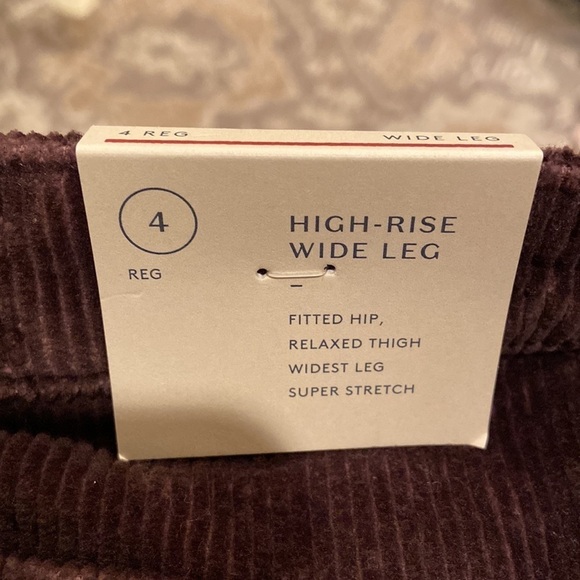 4 REG WIDE LEG
4
REG
HIGH-RISE
WIDE LEG
–
FITTED HIP,
RELAXED THIGH
WIDEST LEG
SUPER STRETCH